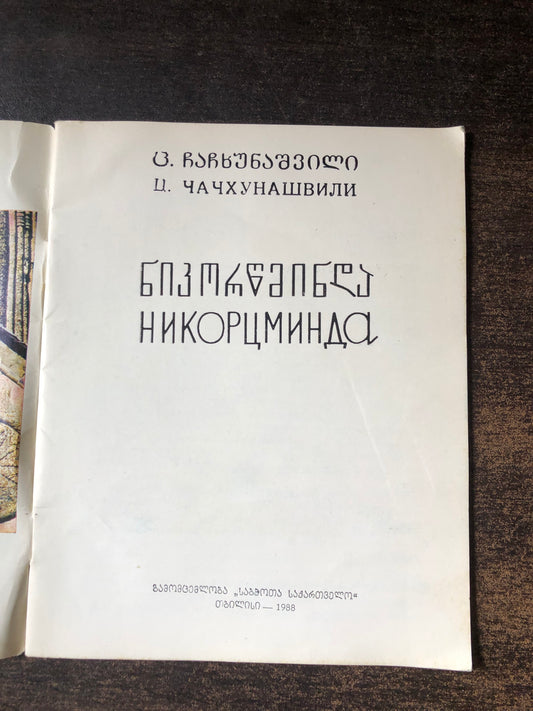 ც. ჩაჩხუნაშვილი
Ц. ЧАЧХУНАШВИЛИ
ნიკორწმინდა
НИКОРЦМИНДА
გამომცემლობა „საბჭოთა საქართველო“
თბილისი — 1988